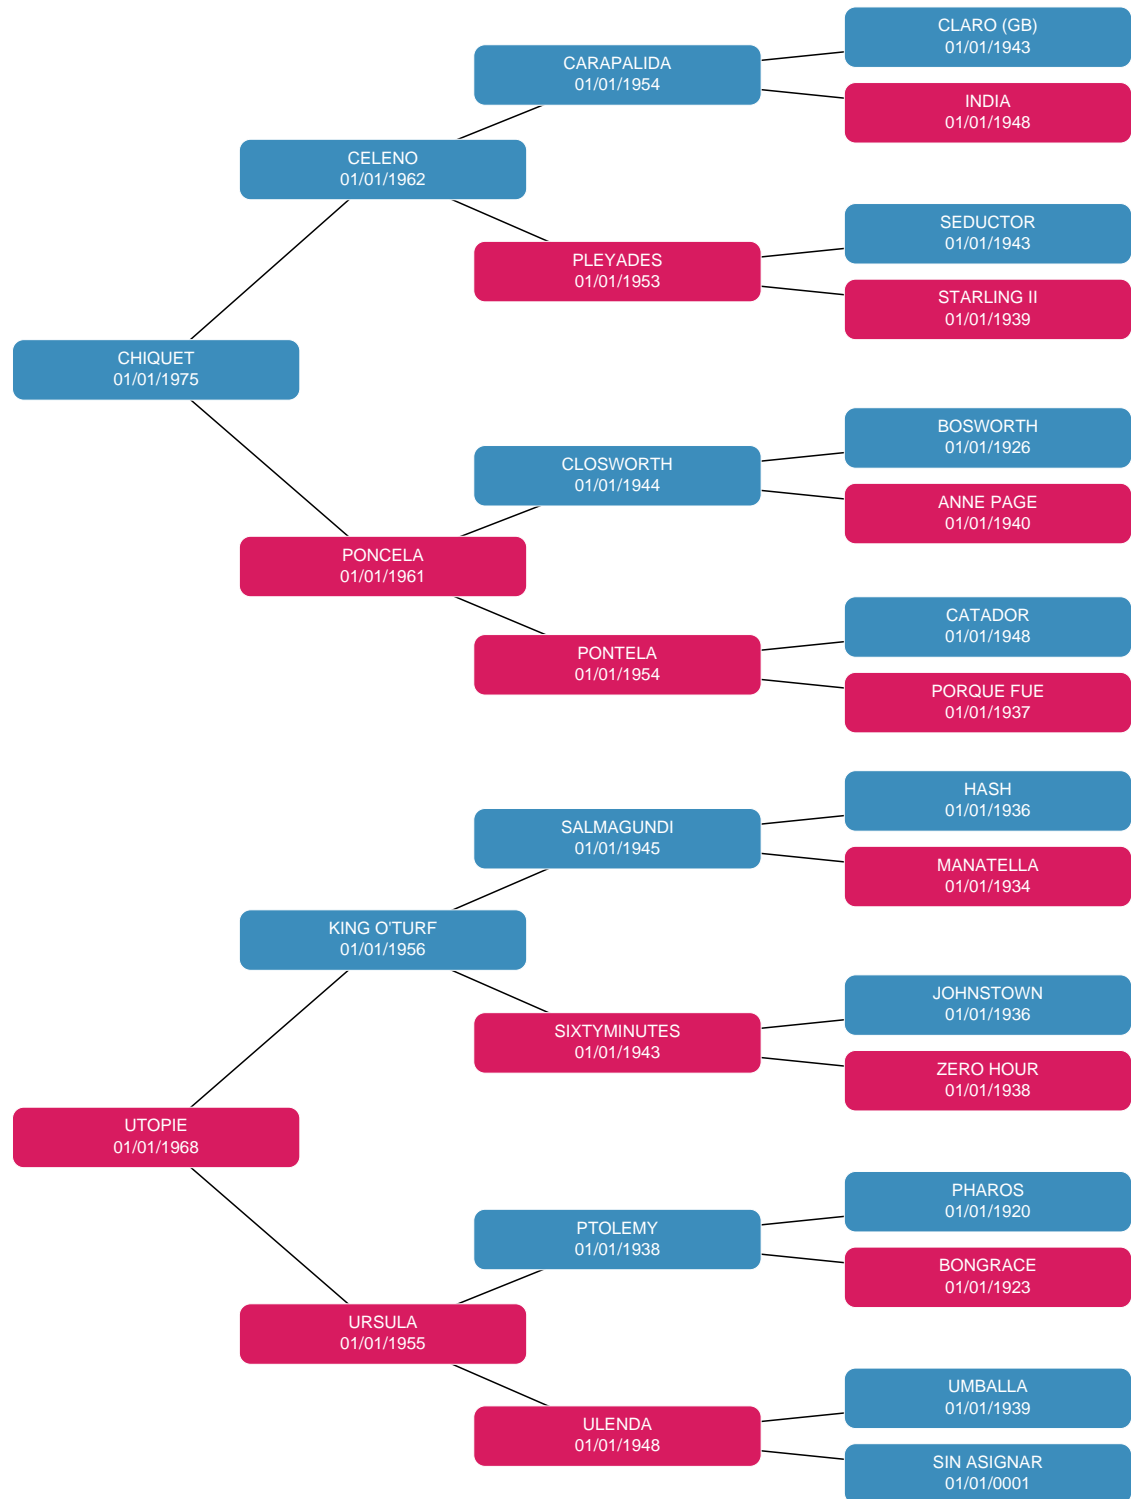 CLARO (GB)
01/01/1943
CARAPALIDA
01/01/1954
INDIA
01/01/1948
CELENO
01/01/1962
SEDUCTOR
01/01/1943
PLEYADES
01/01/1953
STARLING II
01/01/1939
CHIQUET
01/01/1975
BOSWORTH
01/01/1926
CLOSWORTH
01/01/1944
ANNE PAGE
01/01/1940
PONCELA
01/01/1961
CATADOR
01/01/1948
PONTELA
01/01/1954
PORQUE FUE
01/01/1937
HASH
01/01/1936
SALMAGUNDI
01/01/1945
MANATELLA
01/01/1934
KING O'TURF
01/01/1956
JOHNSTOWN
01/01/1936
SIXTYMINUTES
01/01/1943
ZERO HOUR
01/01/1938
UTOPIE
01/01/1968
PHAROS
01/01/1920
PTOLEMY
01/01/1938
BONGRACE
01/01/1923
URSULA
01/01/1955
UMBALLA
01/01/1939
ULENDA
01/01/1948
SIN ASIGNAR
01/01/0001